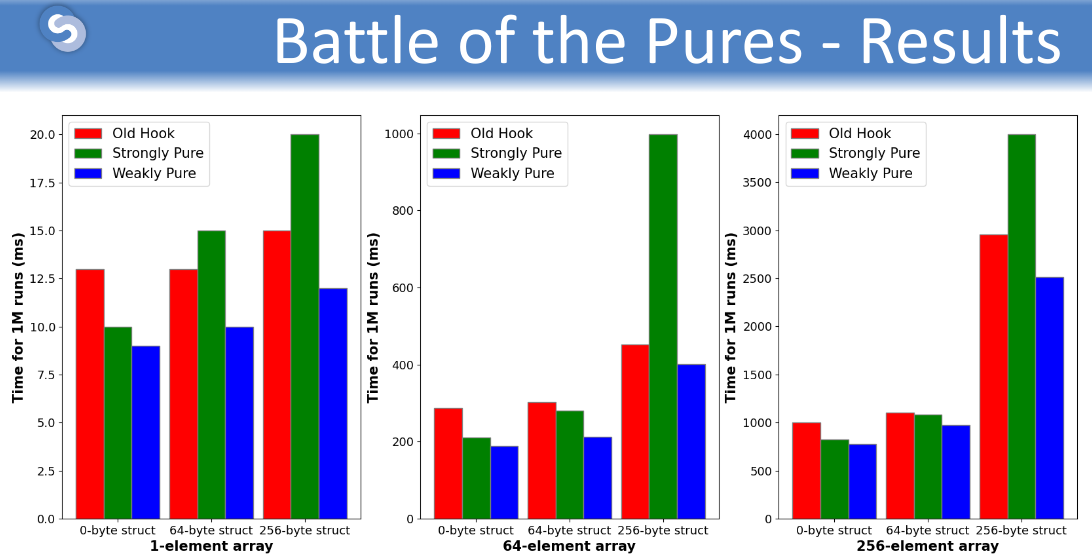 Battle of the Pures - Results
Time for 1M runs (ms)
20.0
17.5
15.0
12.5
10.0
7.5
5.0
2.5
0.0
Old Hook
Strongly Pure
Weakly Pure
0-byte struct 64-byte struct 256-byte struct
1-element array
Time for 1M runs (ms)
1000
800
600
400
200
0
Old Hook
Strongly Pure
Weakly Pure
0-byte struct 64-byte struct 256-byte struct
64-element array
Time for 1M runs (ms)
4000
3500
3000
2500
2000
1500
1000
500
0
Old Hook
Strongly Pure
Weakly Pure
0-byte struct 64-byte struct 256-byte struct
256-element array